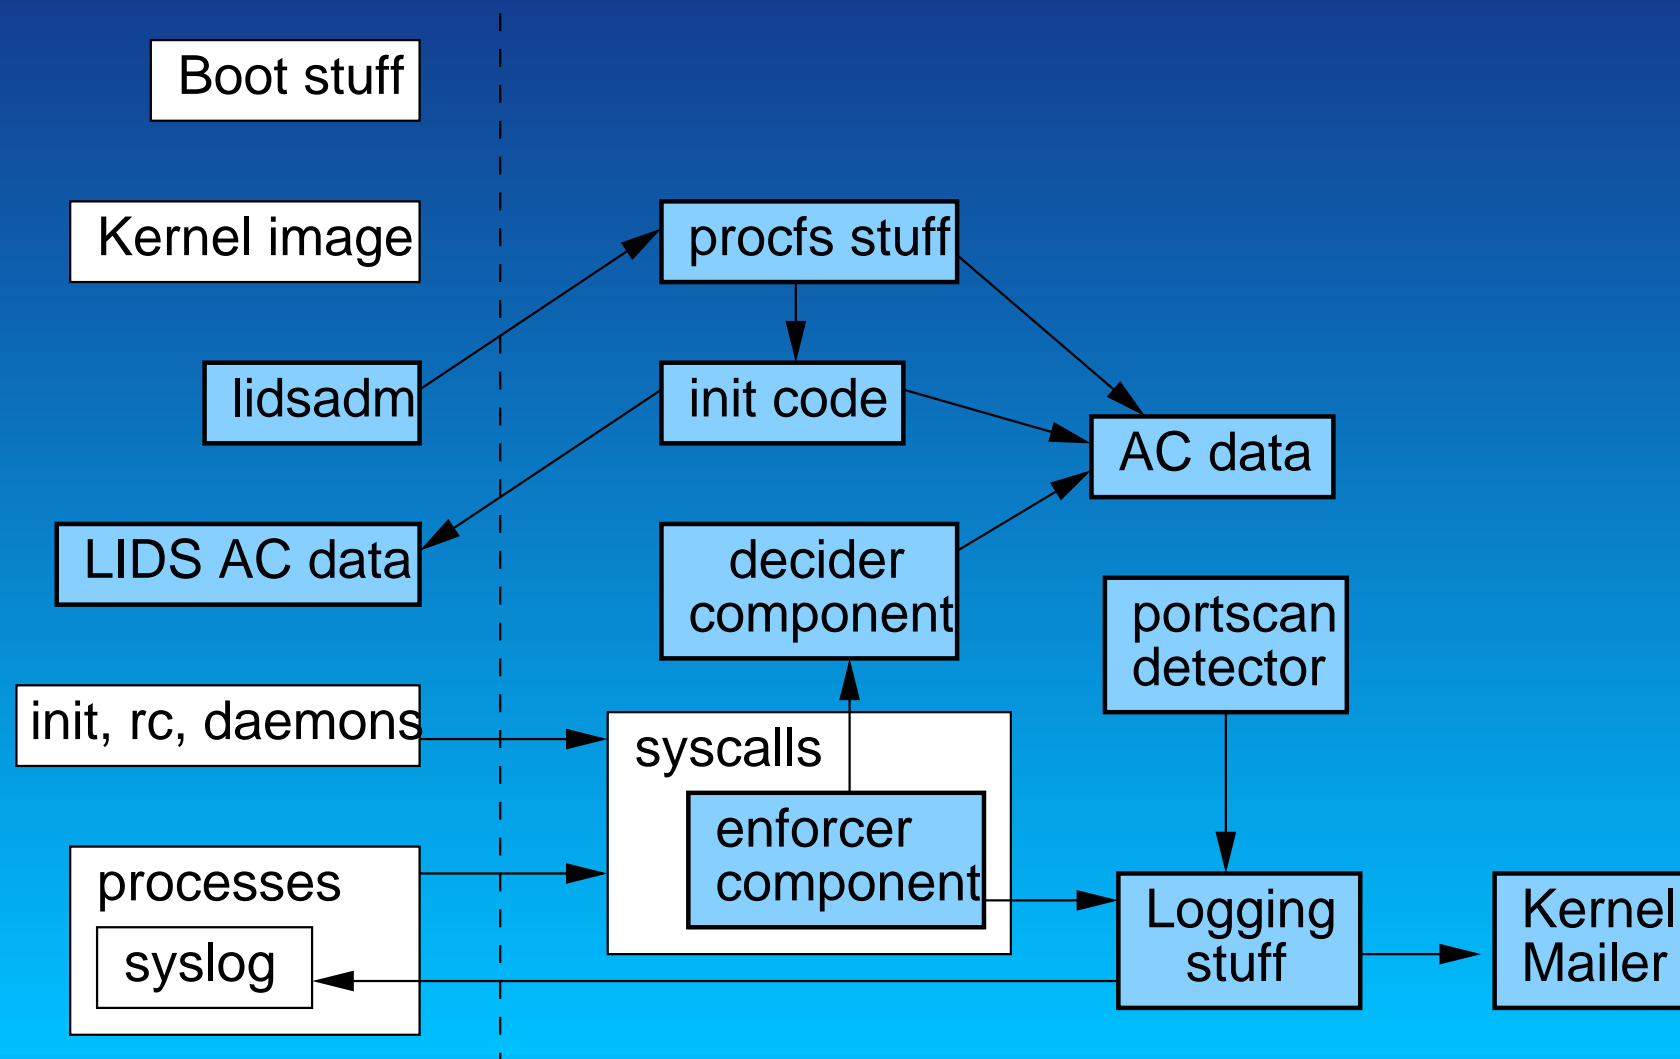 Boot stuff
Kernel image
procfs stuff
lidsadm
init code
AC data
LIDS AC data
decider
component
portscan
detector
init, rc, daemons
syscalls
enforcer
component
processes
syslog
Logging
stuff
Kernel
Mailer